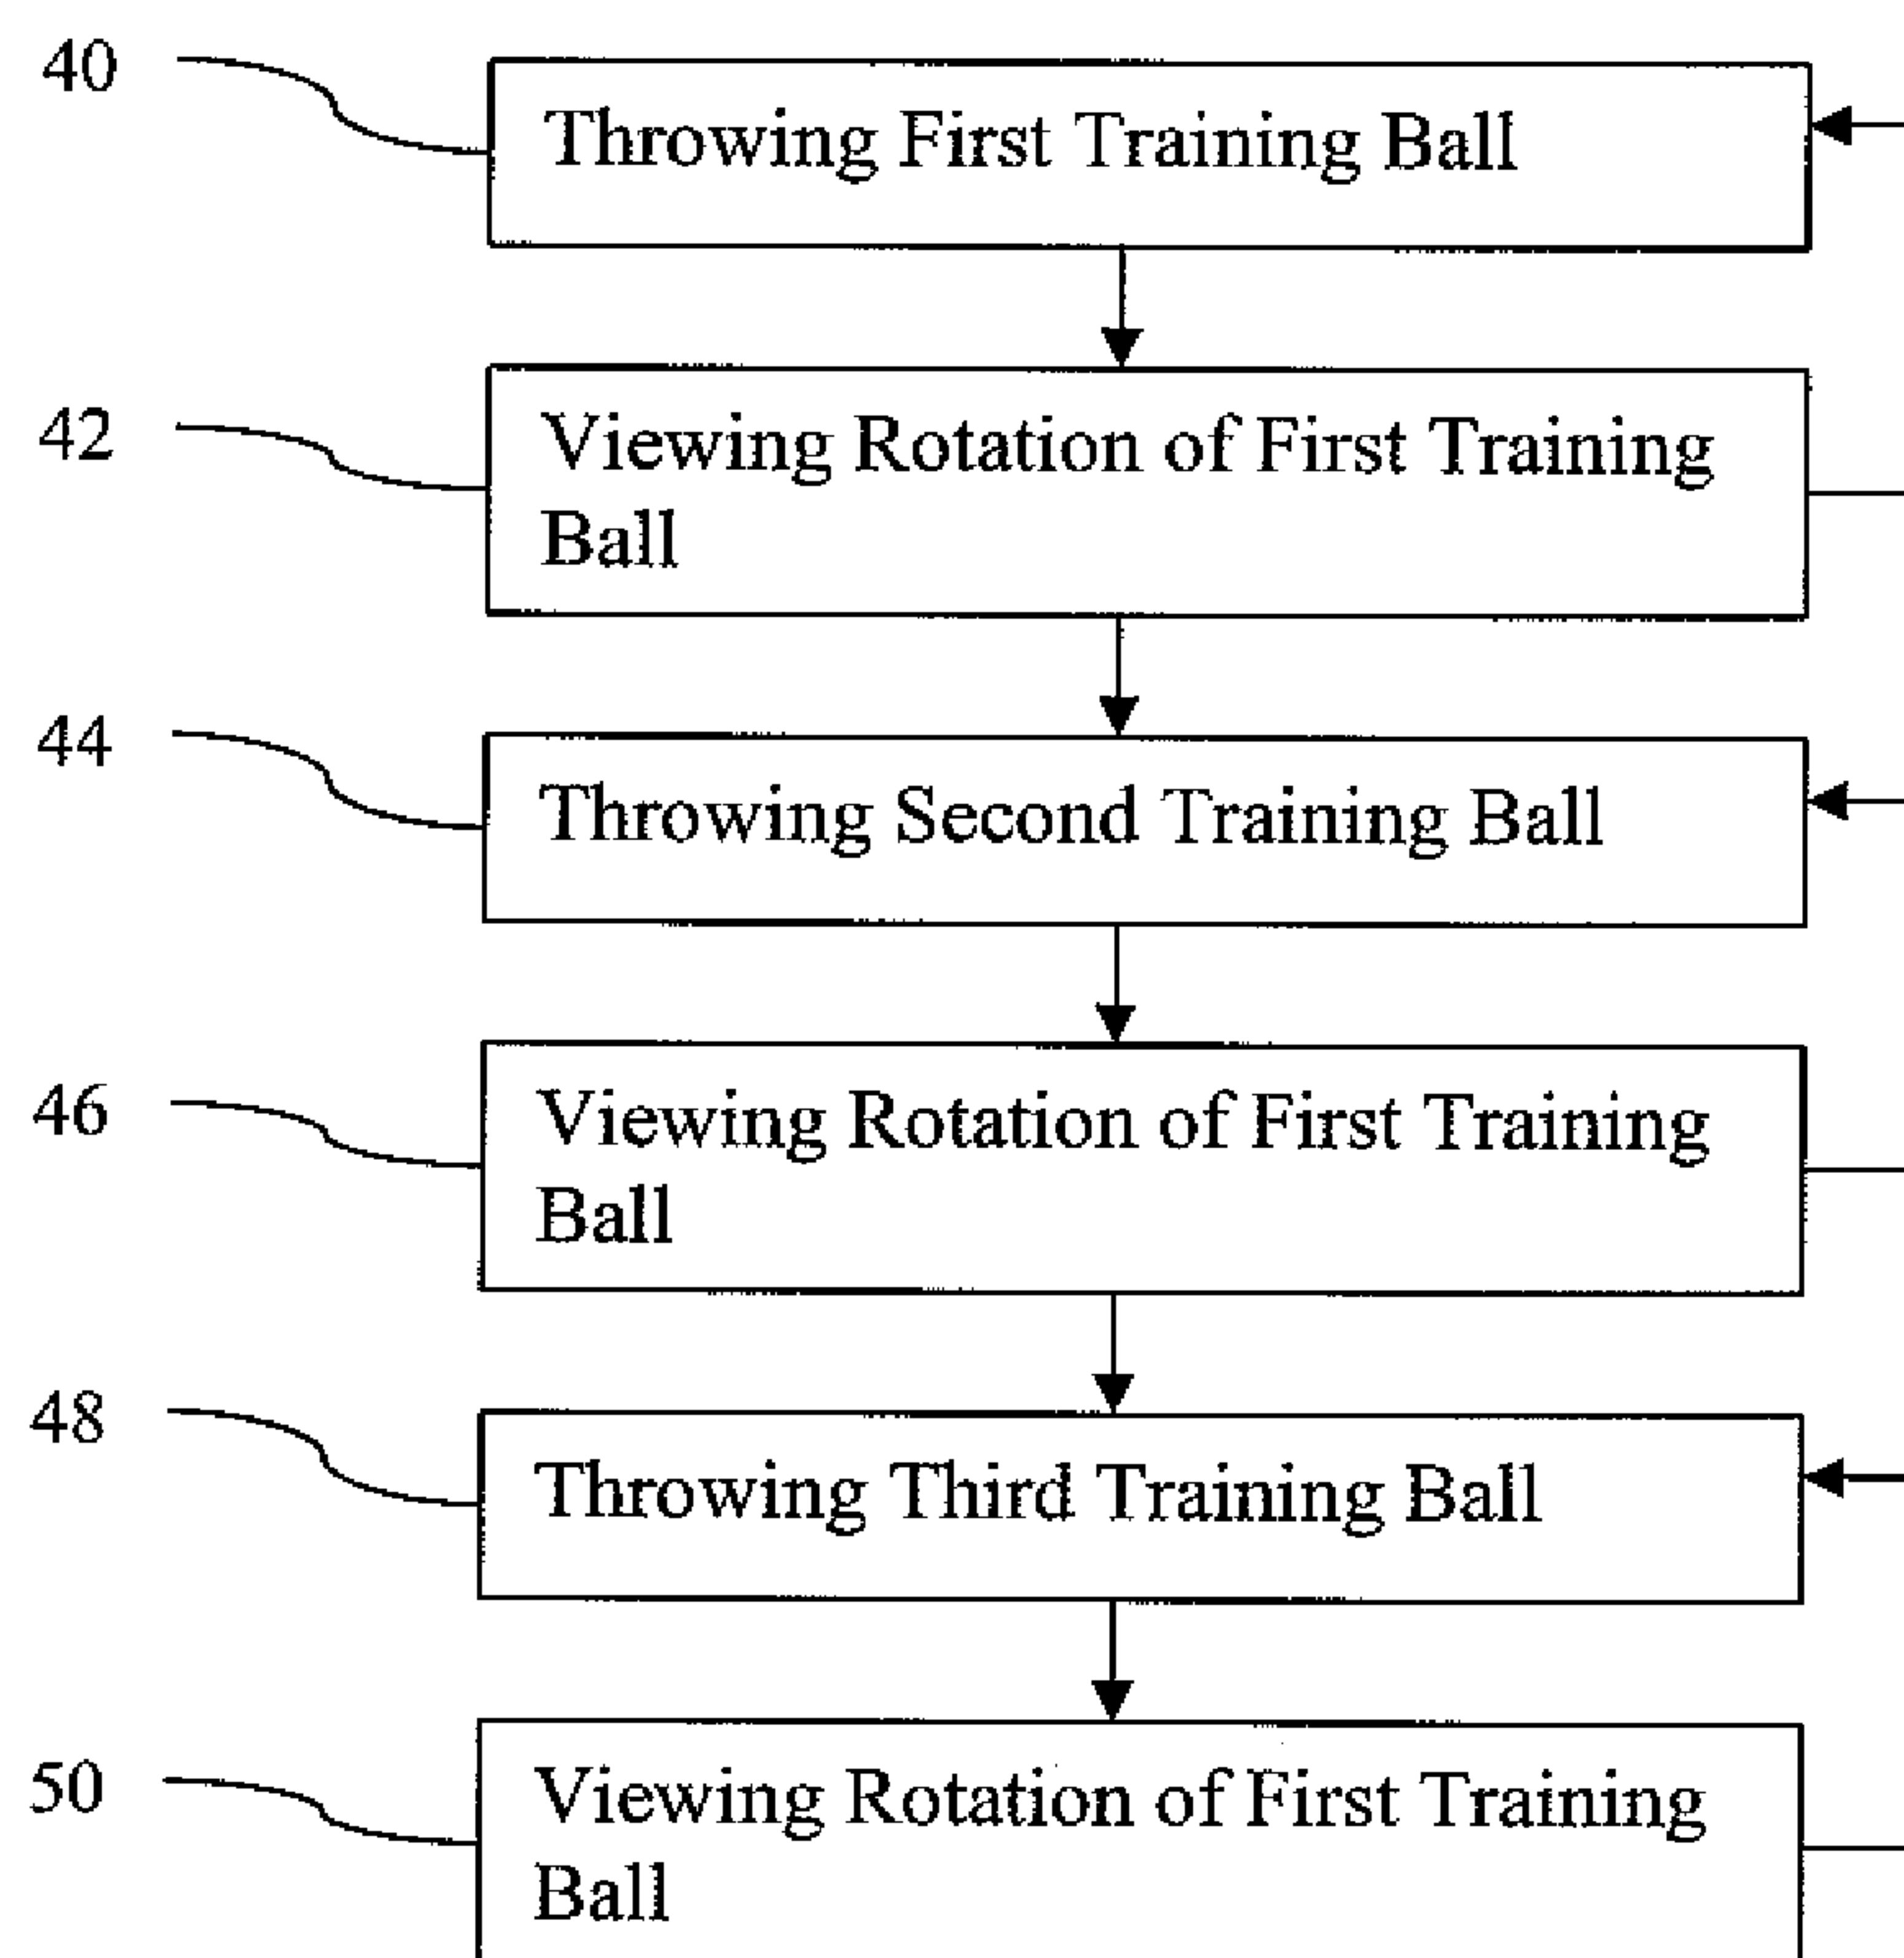 40
Throwing First Training Ball
42
Viewing Rotation of First Training
Ball
44
Throwing Second Training Ball
46
Viewing Rotation of First Training
Ball
48
Throwing Third Training Ball
50
Viewing Rotation of First Training
Ball